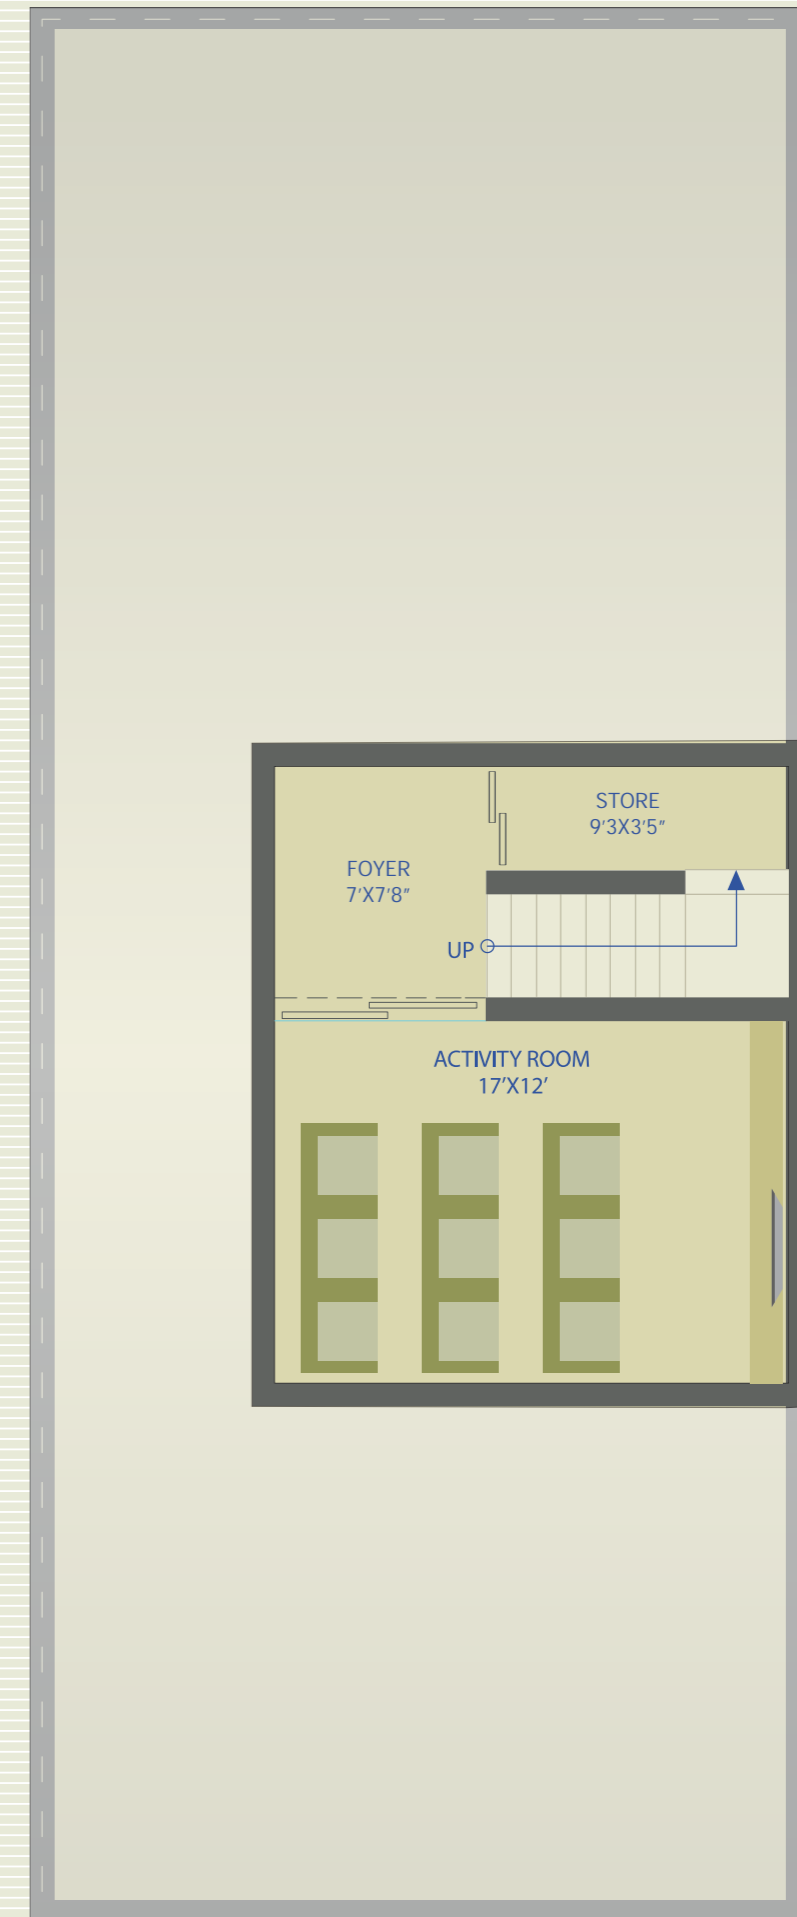 STORE
9'3X3'5"
FOYER
7'X7'8"
UP
ACTIVITY ROOM
17'X12'